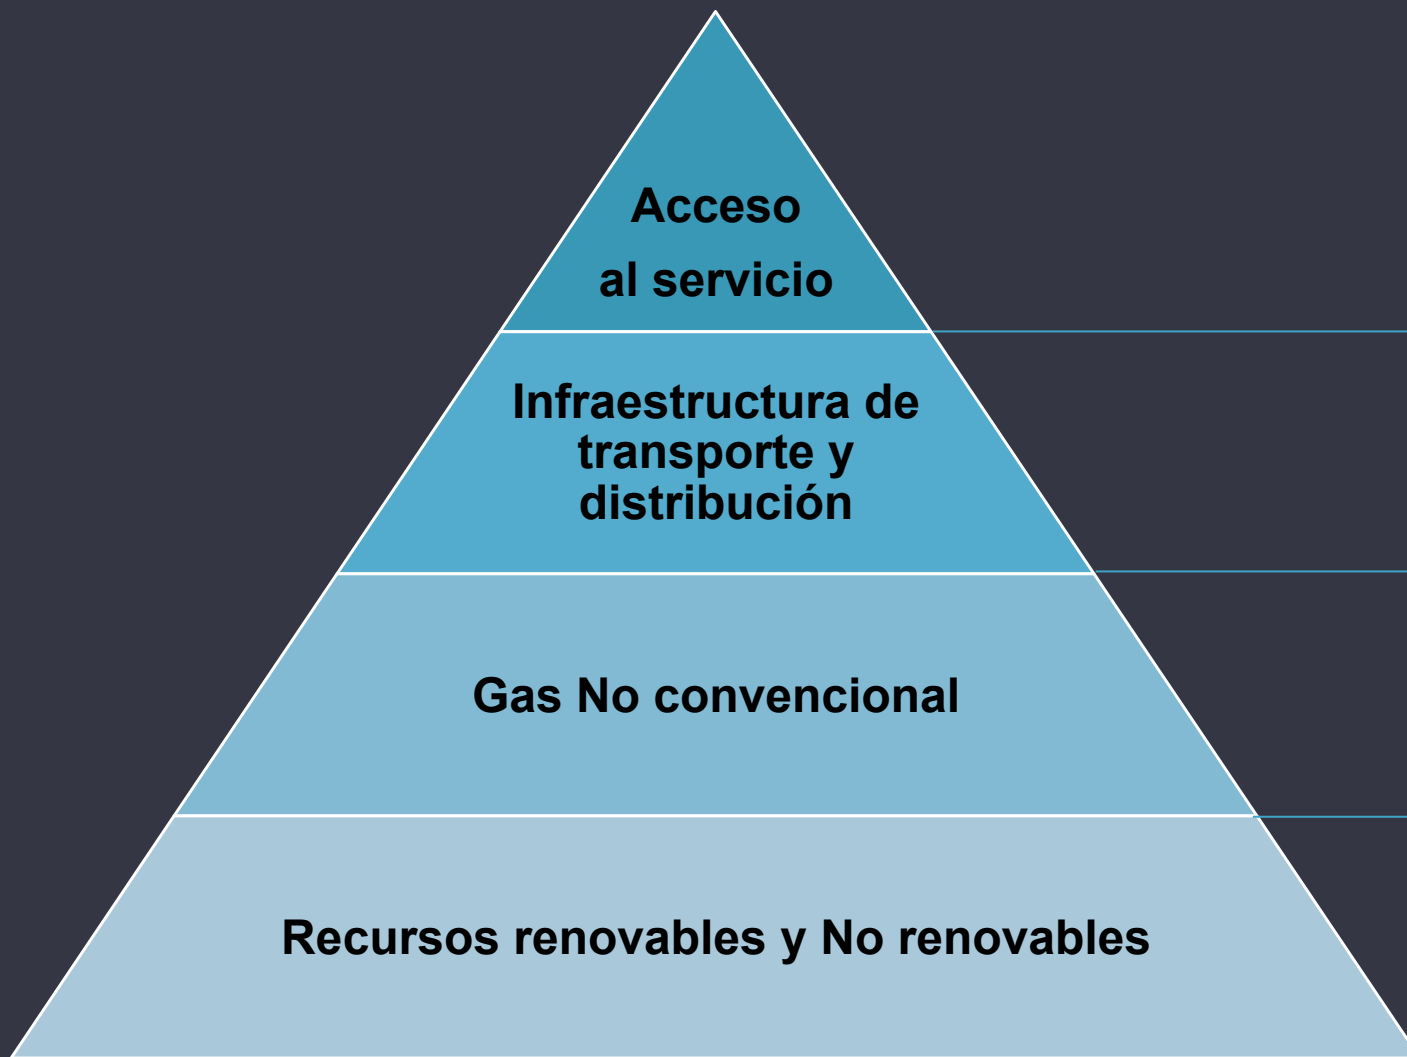 Acceso
al servicio
Infraestructura de
transporte y
distribución
Gas No convencional
Recursos renovables y No renovables